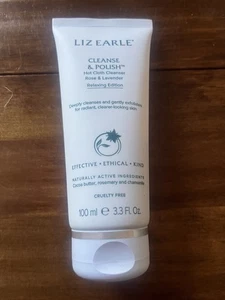 LIZ EARLE
CLEANSE
& POLISH™
Hot Cloth Cleanser
Rose & Lavender
Relaxing Edition
Deeply cleanses and gently exfoliates
for radiant, clearer-looking skin
EFFECTIVE • ETHICAL • KIND
NATURALLY ACTIVE INGREDIENTS
Cocoa butter, rosemary and chamomile
CRUELTY FREE
100 ml e 3.3 Fl. Oz.